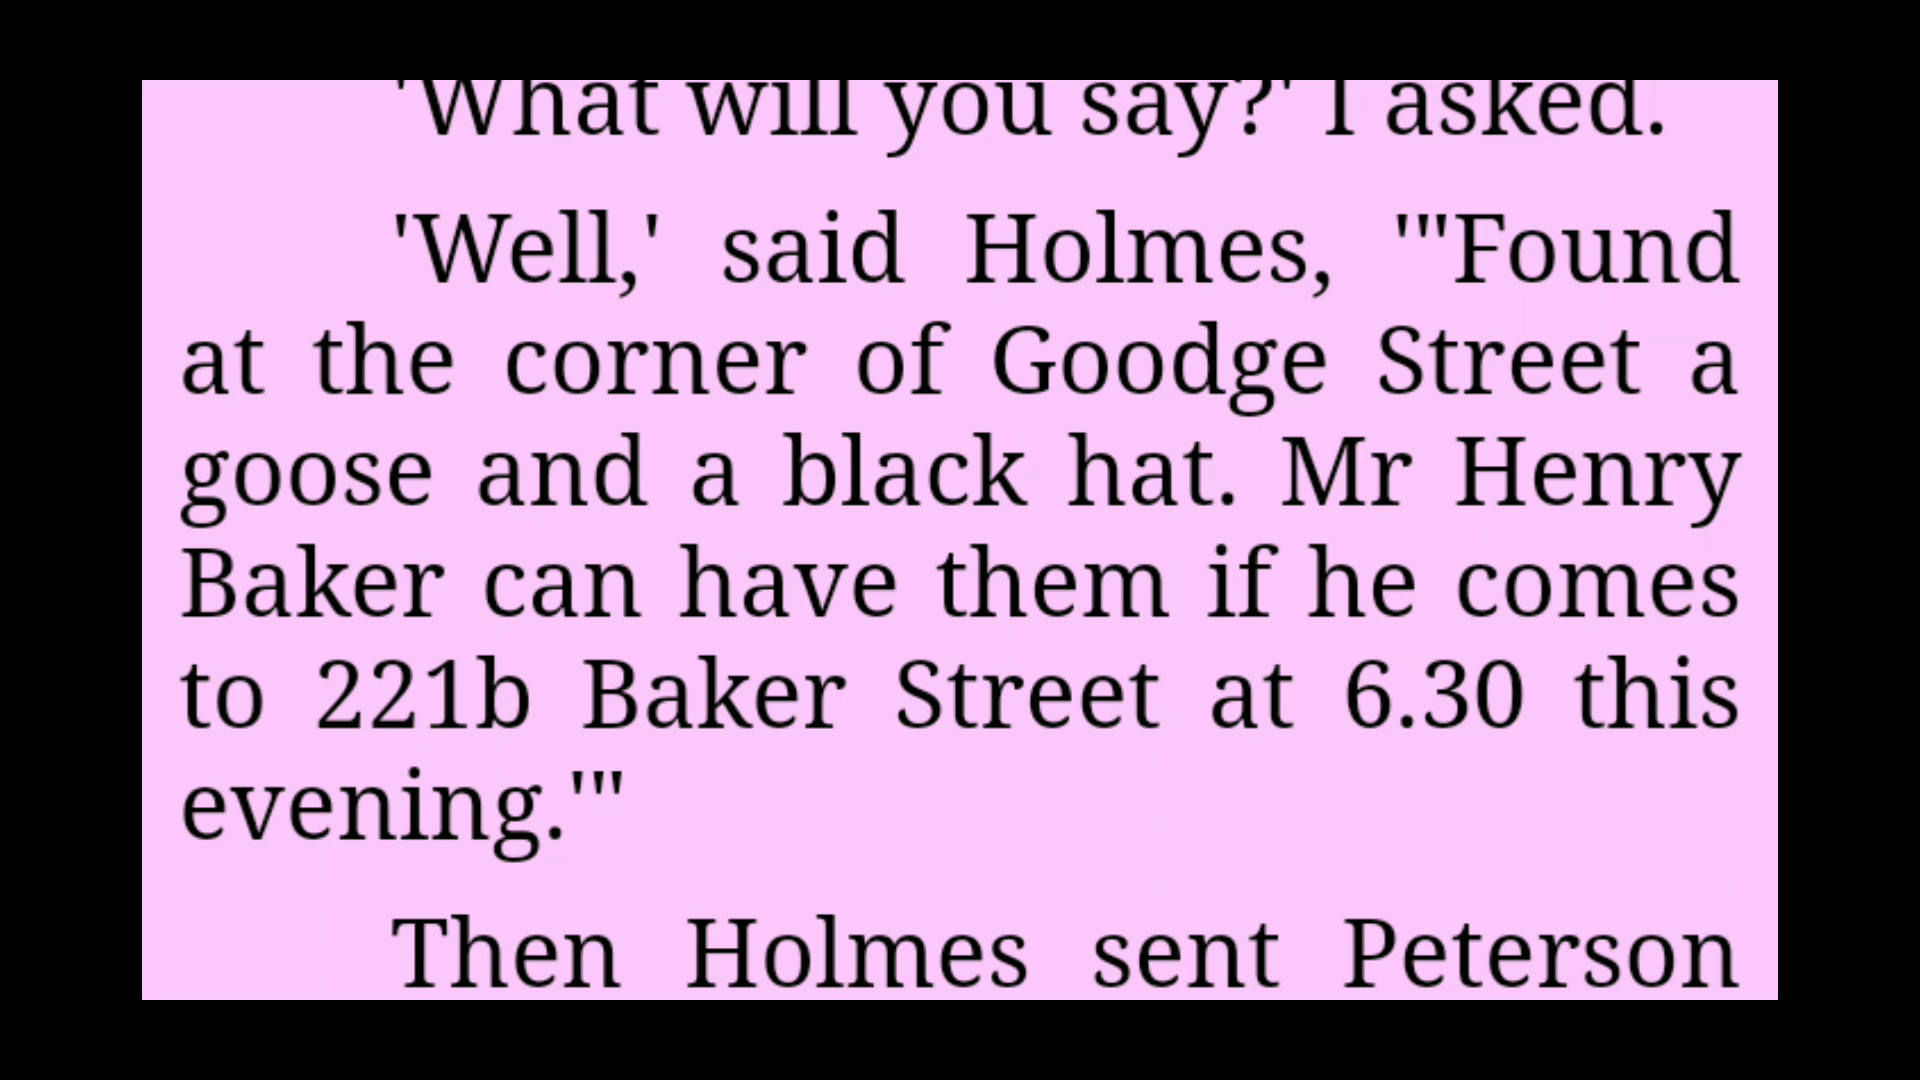 'What will you say?' I asked.
'Well,' said Holmes, '"Found
at the corner of Goodge Street a
goose and a black hat. Mr Henry
Baker can have them if he comes
to 221b Baker Street at 6.30 this
evening.'"
Then Holmes sent Peterson